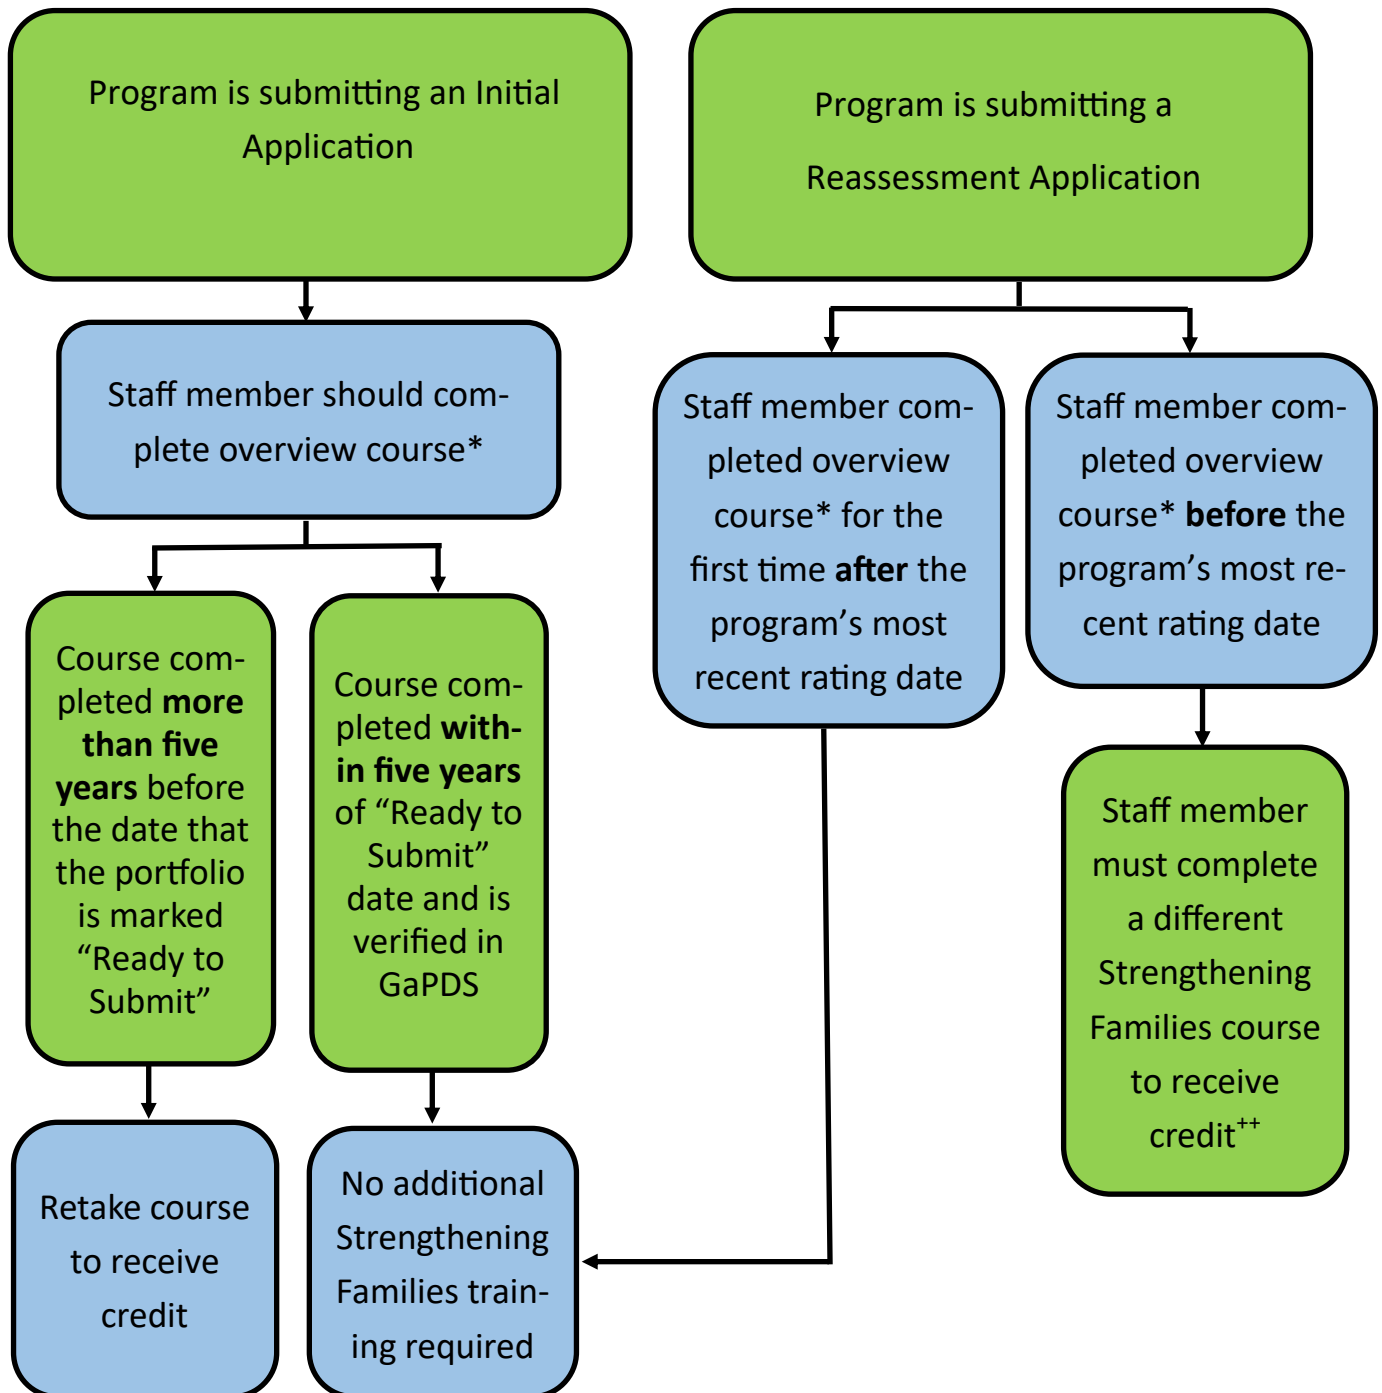 Program is submitting an Initial
Application
Program is submitting a
Reassessment Application
Staff member should com-
plete overview course*
Staff member com-
pleted overview
course* for the
first time after the
program’s most
recent rating date
Staff member com-
pleted overview
course* before the
program’s most re-
cent rating date
Course com-
pleted more
than five
years before
the date that
the portfolio
is marked
“Ready to
Submit”
Course com-
pleted with-
in five years
of “Ready to
Submit”
date and is
verified in
GaPDS
Staff member
must complete
a different
Strengthening
Families course
to receive
credit++
Retake course
to receive
credit
No additional
Strengthening
Families train-
ing required